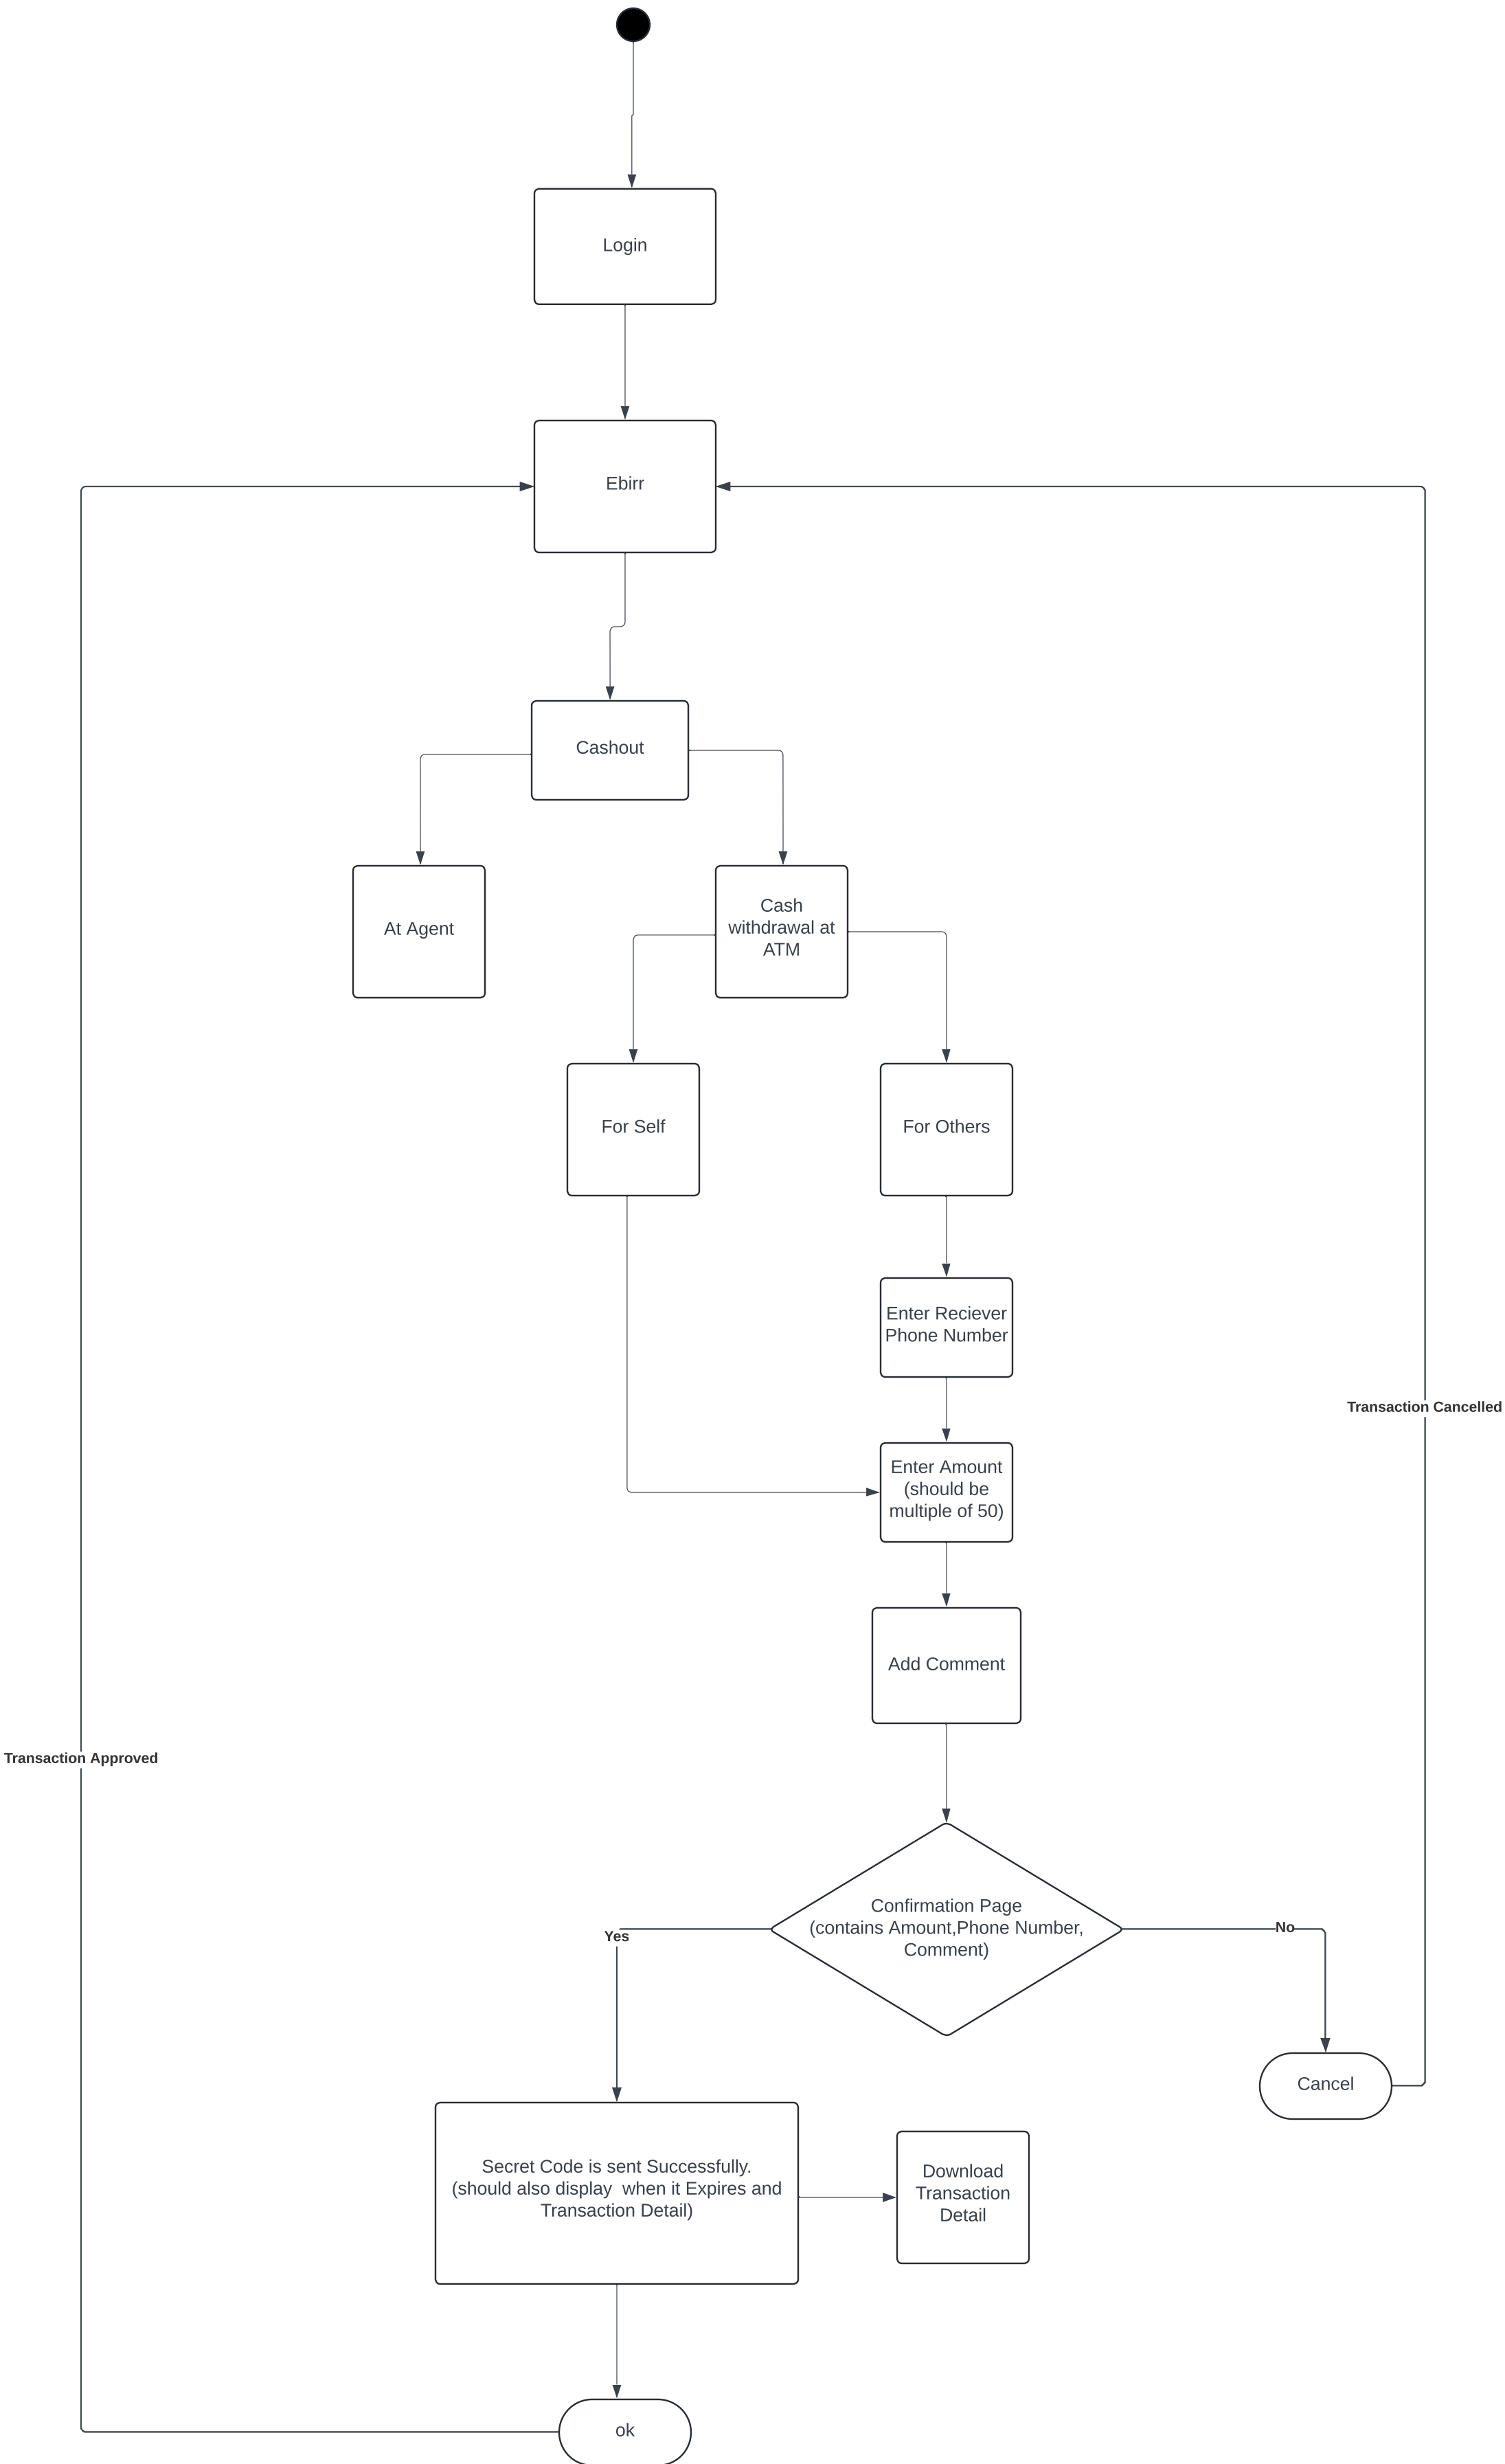 Login
Ebirr
Cashout
At Agent
Cash
withdrawal at
ATM
For Self
For Others
Enter Reciever
Phone Number
Transaction Cancelled
Enter Amount
(should be
multiple of 50)
Add Comment
Transaction Approved
Confirmation Page
(contains Amount,Phone Number,
Comment)
Yes
No
Cancel
Secret Code is sent Successfully.
(should also display  when it Expires and
Transaction Detail)
Download
Transaction
Detail
ok